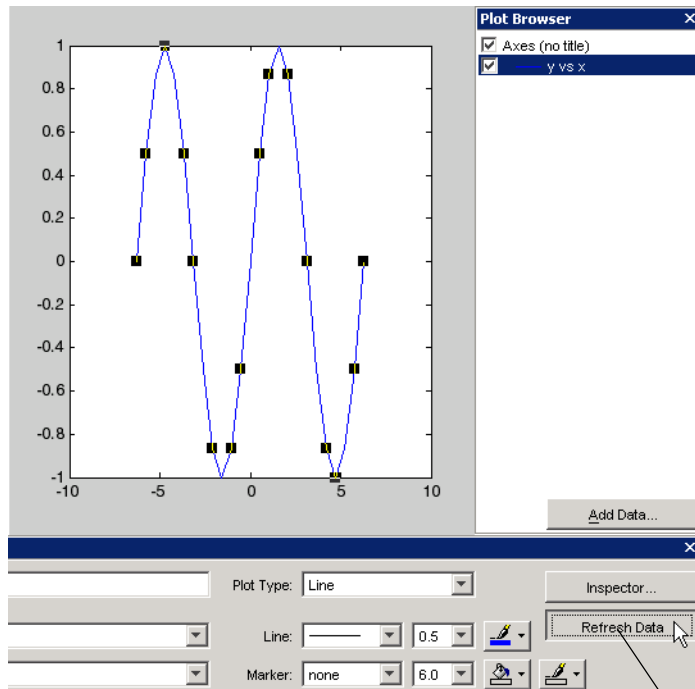 Plot Browser
Axes (no title)
y vs x
1
0.8
0.6
0.4
0.2
0
-0.2
-0.4
-0.6
-0.8
-1
-10
-5
0
5
10
Add Data...
Plot Type: Line
Inspector...
Line: 0.5
Refresh Data
Marker: none 6.0